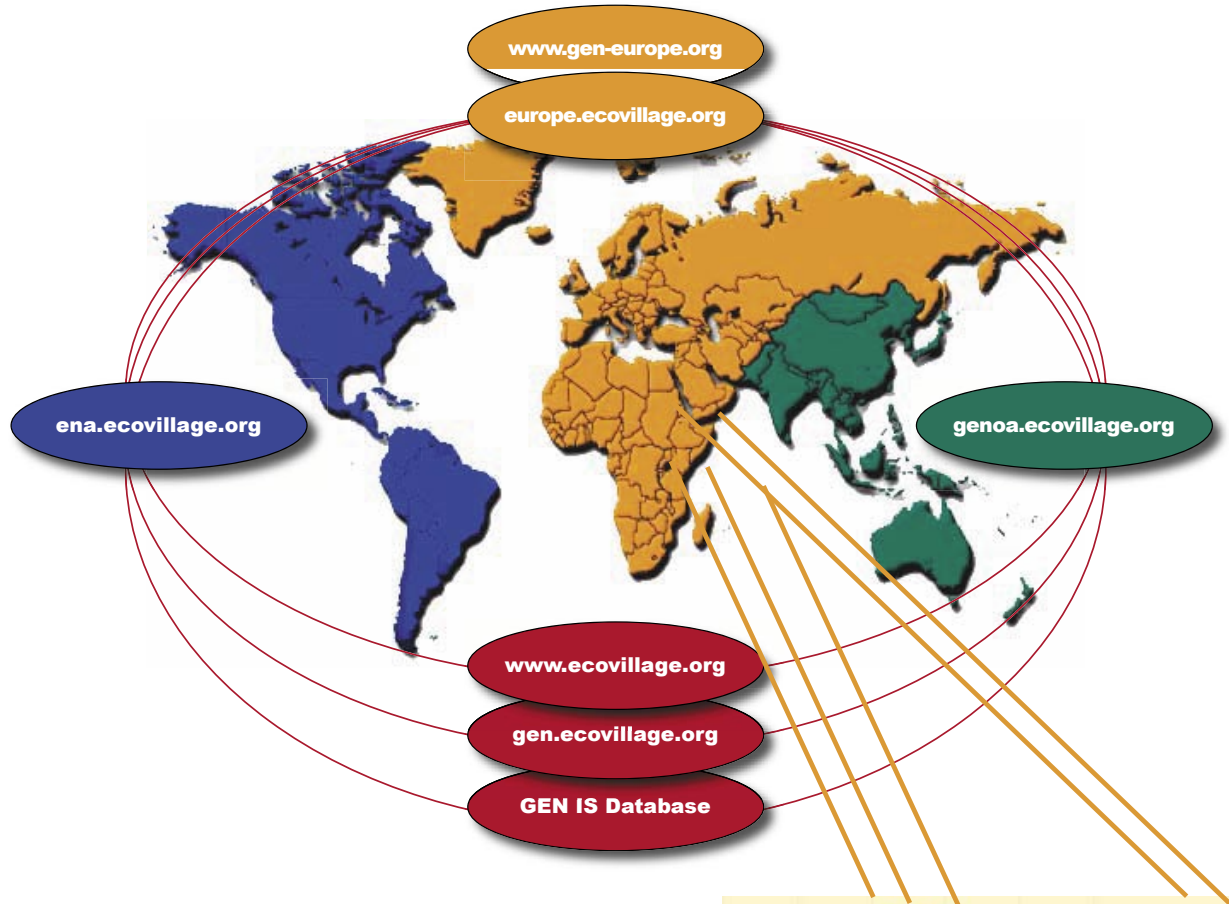 www.gen-europe.org
europe.ecovillage.org
ena.ecovillage.org
genoa.ecovillage.org
www.ecovillage.org
gen.ecovillage.org
GEN IS Database